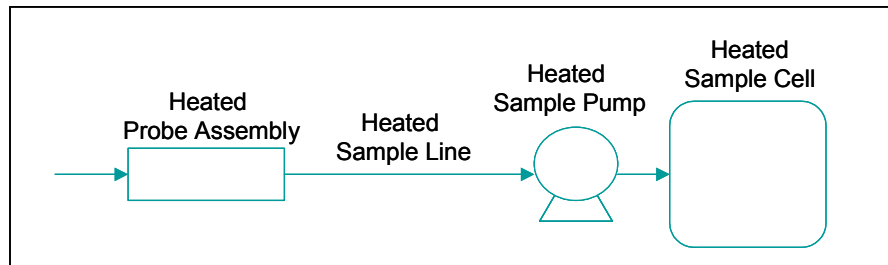 Heated
Probe Assembly
Heated
Sample Line
Heated
Sample Pump
Heated
Sample Cell